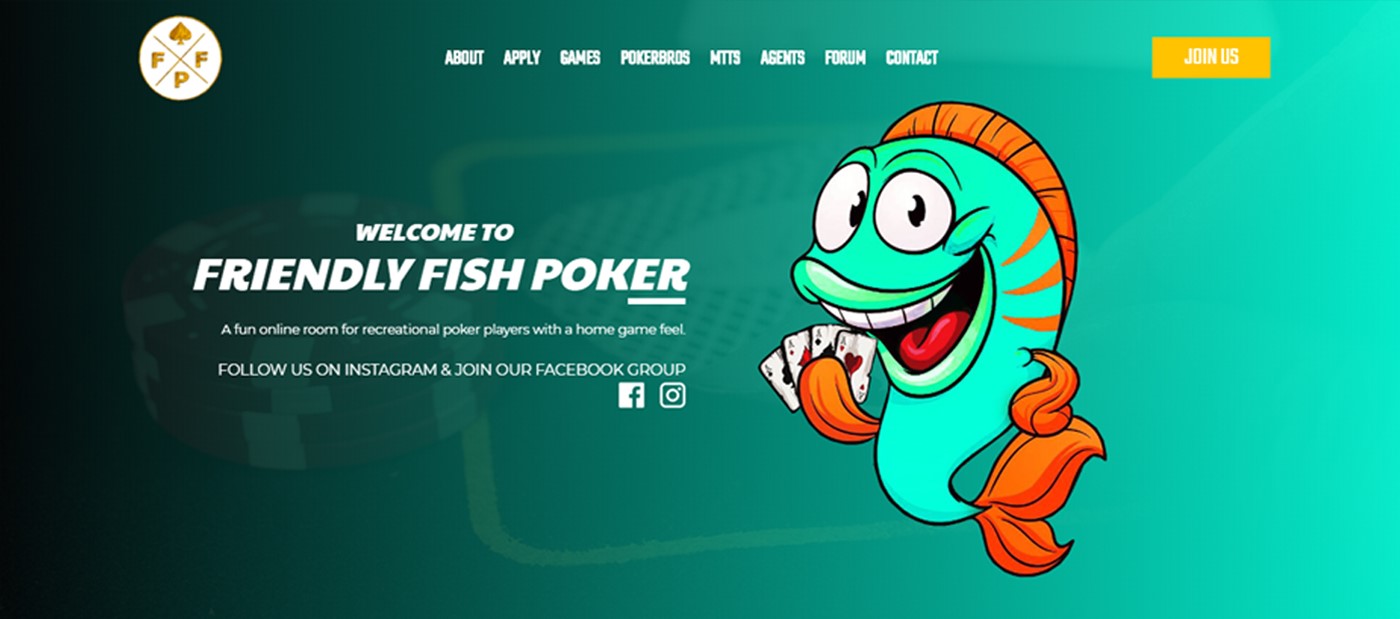 F F
P
ABOUT APPLY GAMES POKERBROS MTTS AGENTS FORUM CONTACT
JOIN US
WELCOME TO
FRIENDLY FISH POKER
A fun online room for recreational poker players with a home game feel.
FOLLOW US ON INSTAGRAM & JOIN OUR FACEBOOK GROUP